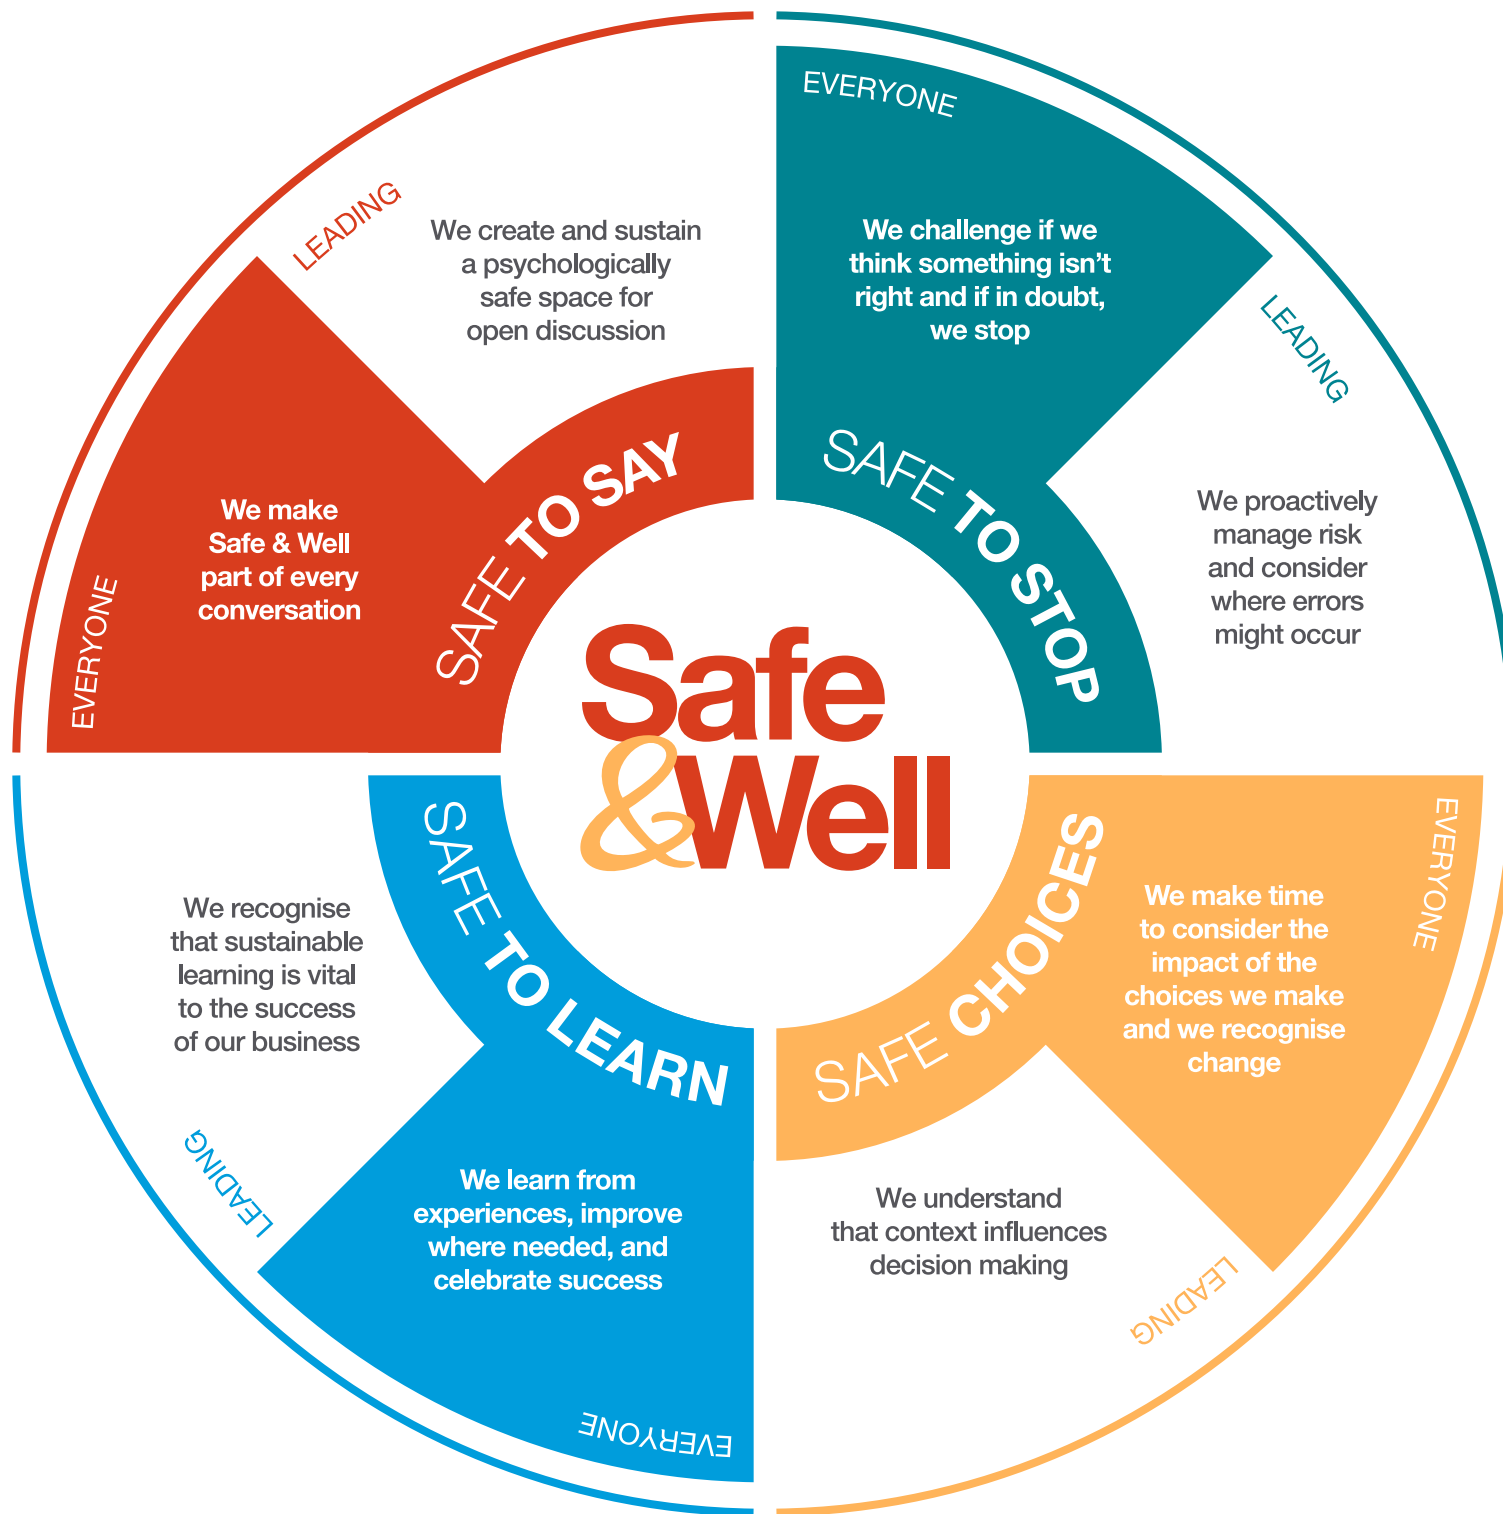 LEADING
We create and sustain
a psychologically
safe space for
open discussion
EVERYONE
We make
Safe & Well
part of every
conversation
SAFE TO SAY
EVERYONE
We challenge if we
think something isn't
right and if in doubt,
we stop
LEADING
We proactively
manage risk
and consider
where errors
might occur
SAFE TO STOP
Safe
&Well
SAFE TO LEARN
We recognise
that sustainable
learning is vital
to the success
of our business
LEADING
We learn from
experiences, improve
where needed, and
celebrate success
EVERYONE
SAFE CHOICES
EVERYONE
We make time
to consider the
impact of the
choices we make
and we recognise
change
We understand
that context influences
decision making
LEADING